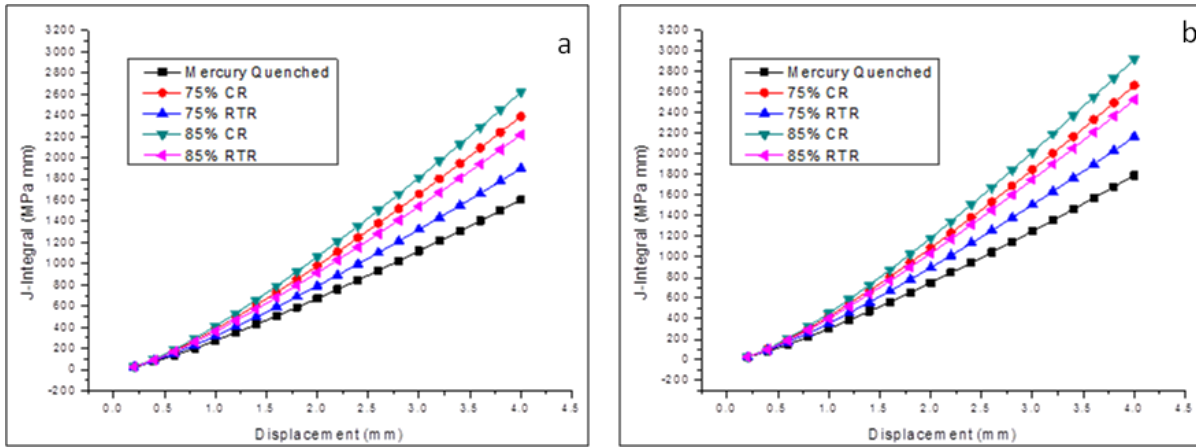 a
3200
3000
2800
2600
2400
2200
2000
1800
1600
1400
1200
1000
800
600
400
200
0
-200
J-Integral (MPa mm)
Mercury Quenched
75% CR
75% RTR
85% CR
85% RTR
0.0 0.5 1.0 1.5 2.0 2.5 3.0 3.5 4.0 4.5
Displacement (mm)
b
3200
3000
2800
2600
2400
2200
2000
1800
1600
1400
1200
1000
800
600
400
200
0
-200
J-Integral (MPa mm)
Mercury Quenched
75% CR
75% RTR
85% CR
85% RTR
0.0 0.5 1.0 1.5 2.0 2.5 3.0 3.5 4.0 4.5
Displacement (mm)